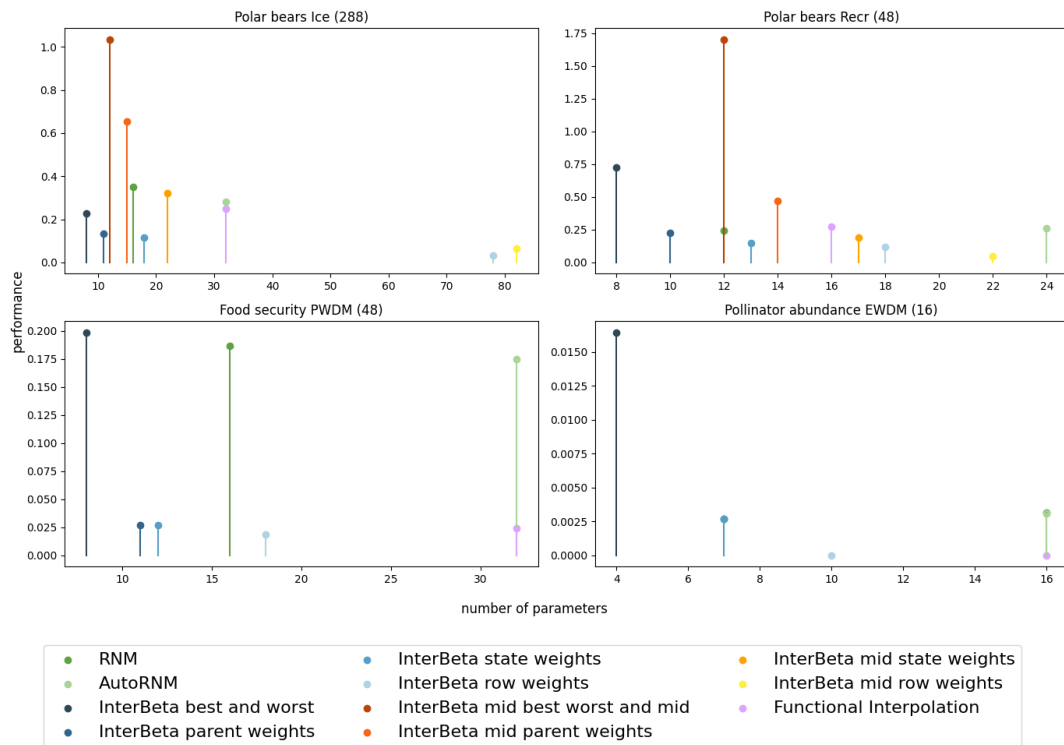 Polar bears Ice (288)
Polar bears Recr (48)
1.0
0.8
0.6
0.4
0.2
0.0
10 20 30 40 50 60 70 80
1.75
1.50
1.25
1.00
0.75
0.50
0.25
0.00
8 10 12 14 16 18 20 22 24
performance
Food security PWDM (48)
Pollinator abundance EWDM (16)
0.200
0.175
0.150
0.125
0.100
0.075
0.050
0.025
0.000
10 15 20 25 30
0.0150
0.0125
0.0100
0.0075
0.0050
0.0025
0.0000
4 6 8 10 12 14 16
number of parameters
RNM
AutoRNM
InterBeta best and worst
InterBeta parent weights
InterBeta state weights
InterBeta row weights
InterBeta mid best worst and mid
InterBeta mid parent weights
InterBeta mid state weights
InterBeta mid row weights
Functional Interpolation